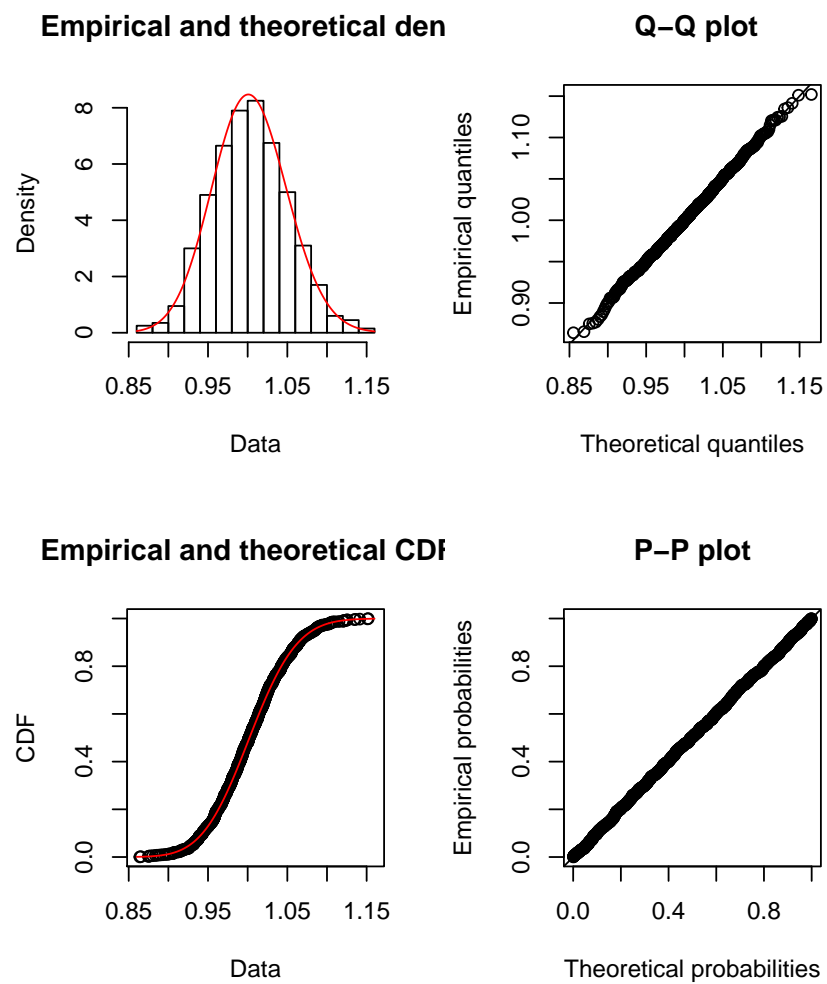 Empirical and theoretical den
Density
0 2 4 6 8
0.85 0.95 1.05 1.15
Data
Q−Q plot
Empirical quantiles
0.90 1.00 1.10
0.85 0.95 1.05 1.15
Theoretical quantiles
Empirical and theoretical CDF
CDF
0.0 0.4 0.8
0.85 0.95 1.05 1.15
Data
P−P plot
Empirical probabilities
0.0 0.4 0.8
0.0 0.4 0.8
Theoretical probabilities